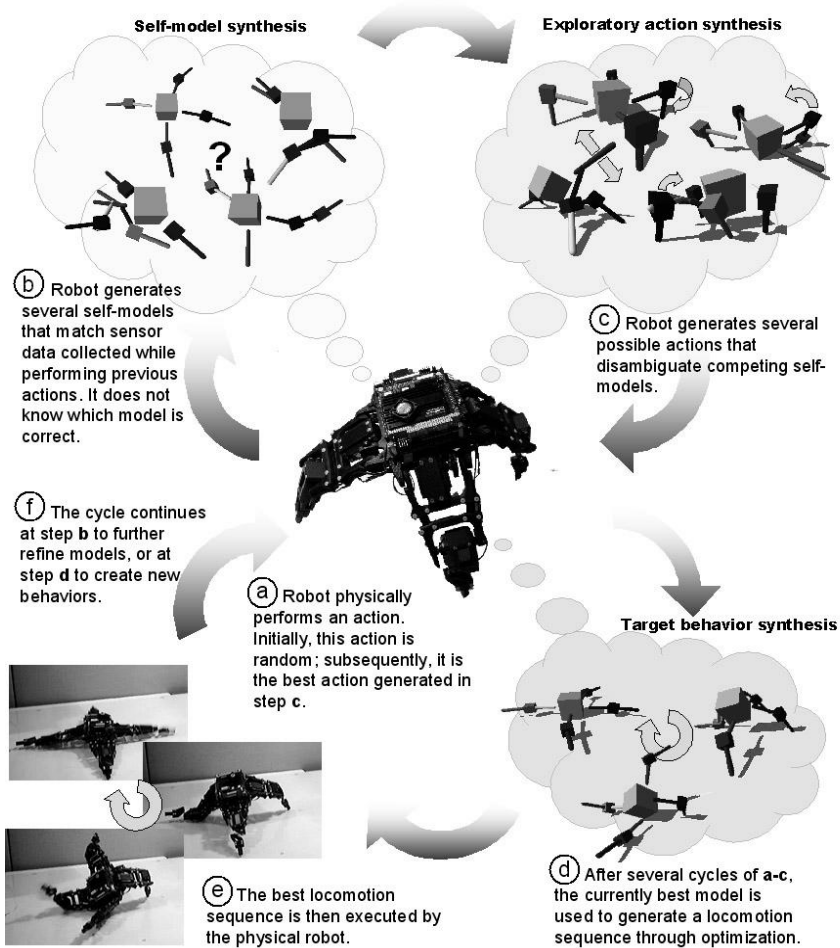 Self-model synthesis
Exploratory action synthesis
?
b Robot generates
several self-models
that match sensor
data collected while
performing previous
actions. It does not
know which model is
correct.
c Robot generates several
possible actions that
disambiguate competing self-
models.
f The cycle continues
at step b to further
refine models, or at
step d to create new
behaviors.
a Robot physically
performs an action.
Initially, this action is
random; subsequently, it is
the best action generated in
step c.
Target behavior synthesis
d After several cycles of a-c,
the currently best model is
used to generate a locomotion
sequence through optimization.
e The best locomotion
sequence is then executed by
the physical robot.